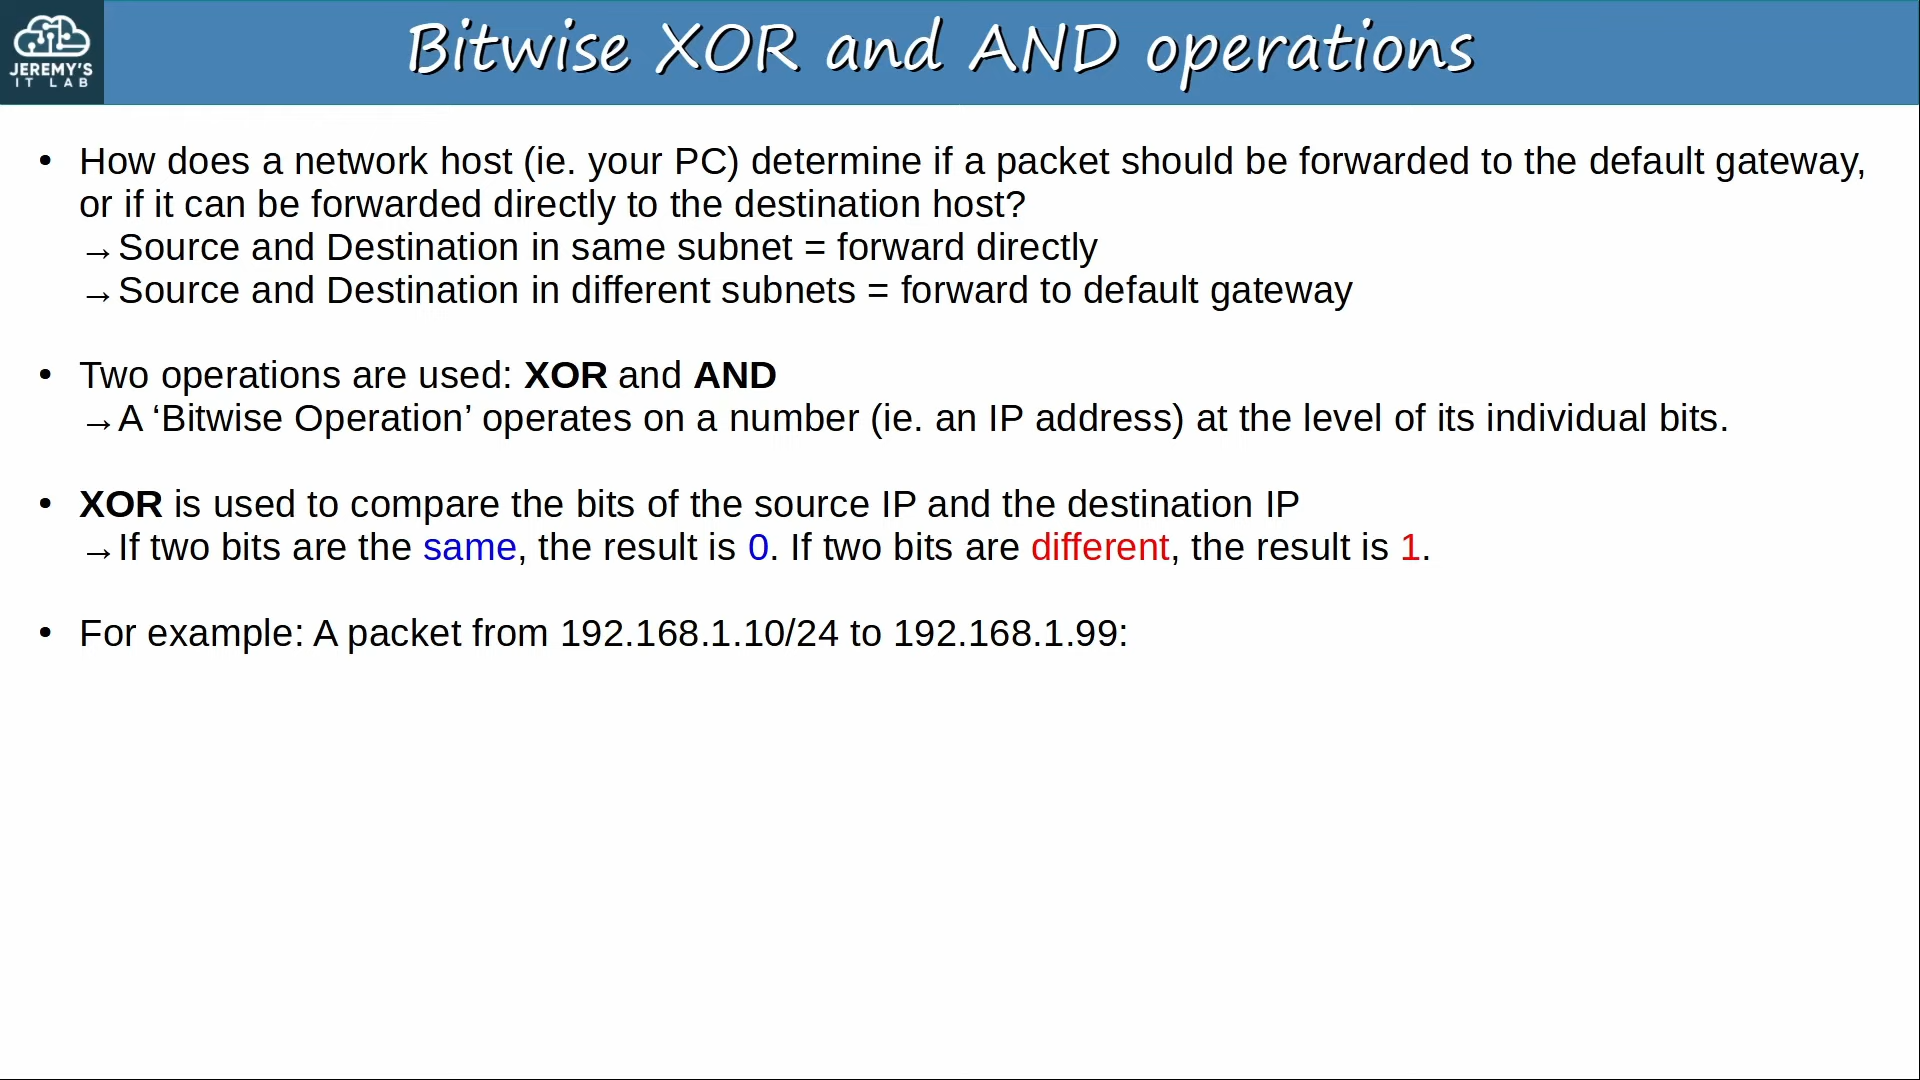 JEREMY'S
IT LAB
Bitwise XOR and AND operations
• How does a network host (ie. your PC) determine if a packet should be forwarded to the default gateway,
or if it can be forwarded directly to the destination host?
→Source and Destination in same subnet = forward directly
→Source and Destination in different subnets = forward to default gateway
• Two operations are used: XOR and AND
→A ‘Bitwise Operation’ operates on a number (ie. an IP address) at the level of its individual bits.
• XOR is used to compare the bits of the source IP and the destination IP
→If two bits are the same, the result is 0. If two bits are different, the result is 1.
• For example: A packet from 192.168.1.10/24 to 192.168.1.99: